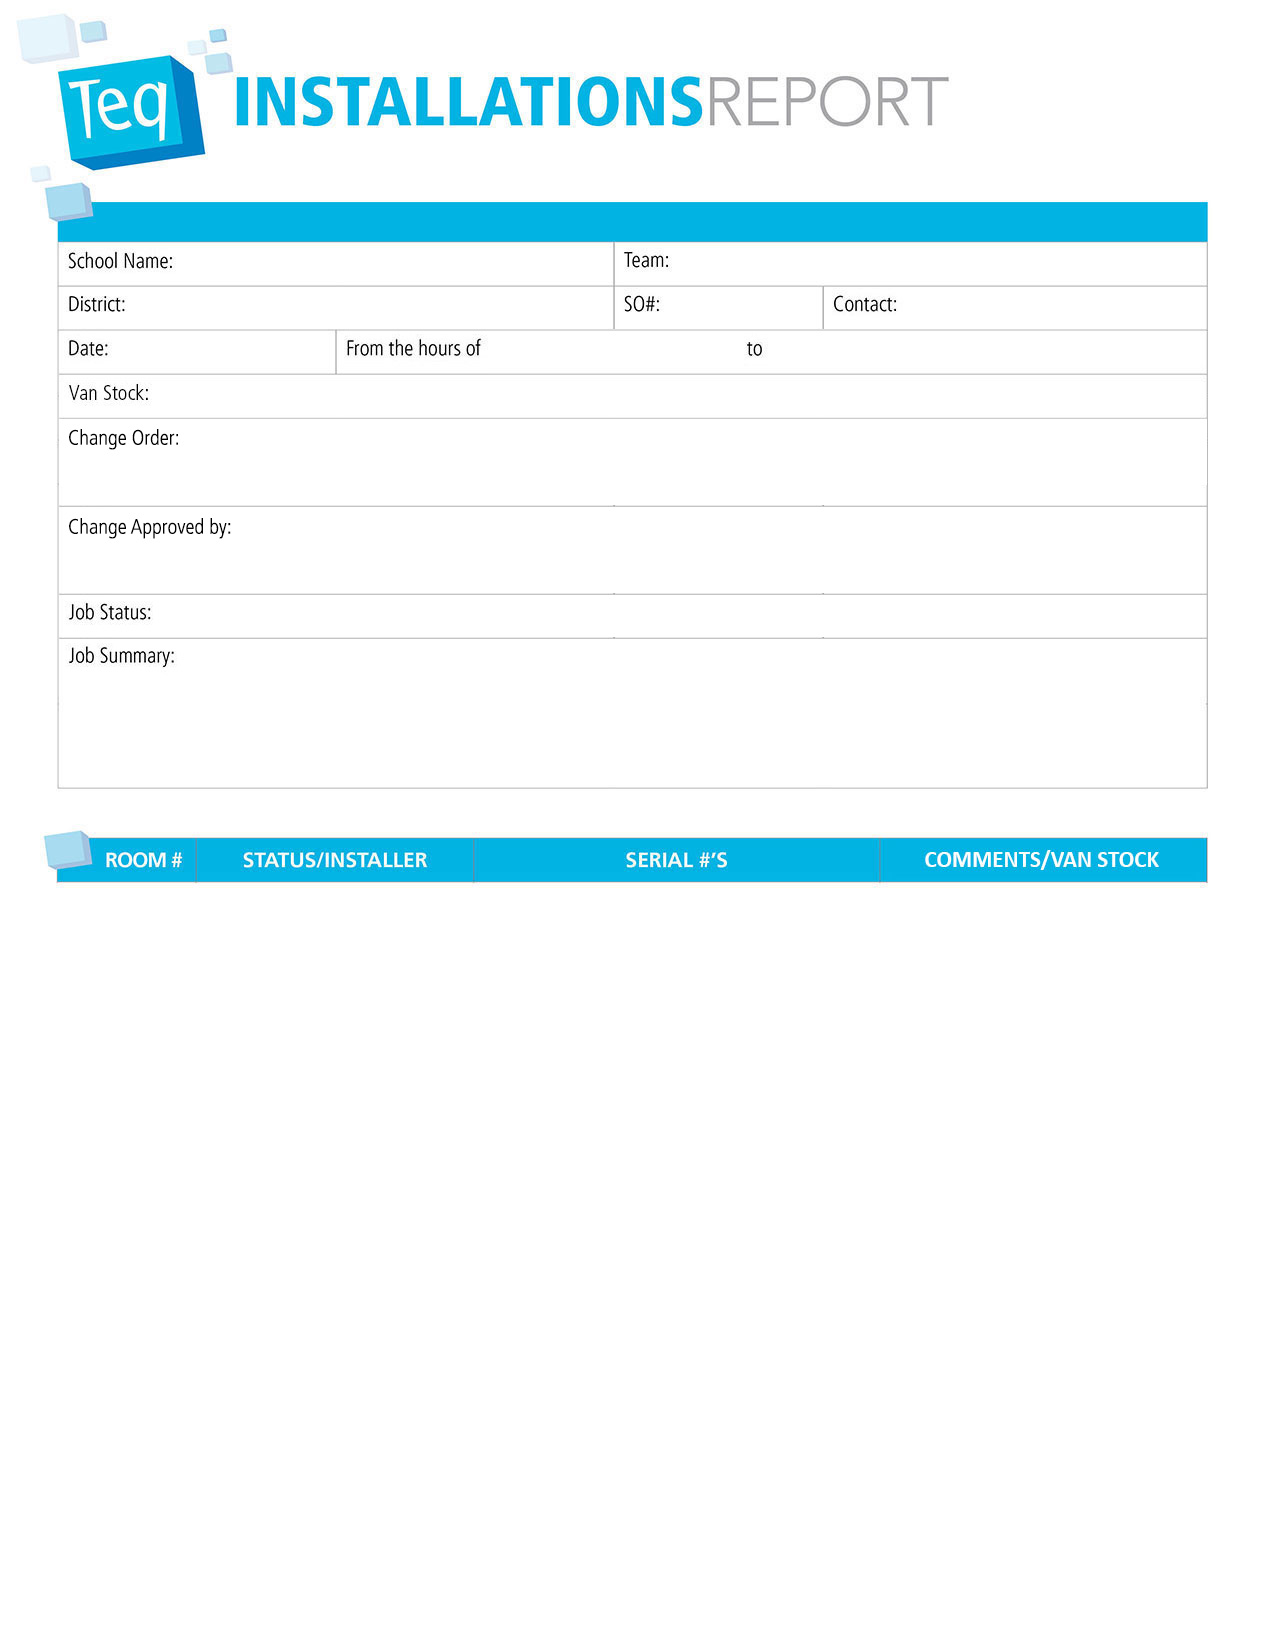 Teq
INSTALLATIONSREPORT
School Name: Team:
District: SO#: Contact:
Date: From the hours of to
Van Stock:
Change Order:
Change Approved by:
Job Status:
Job Summary:
ROOM # STATUS/INSTALLER SERIAL #'S COMMENTS/VAN STOCK